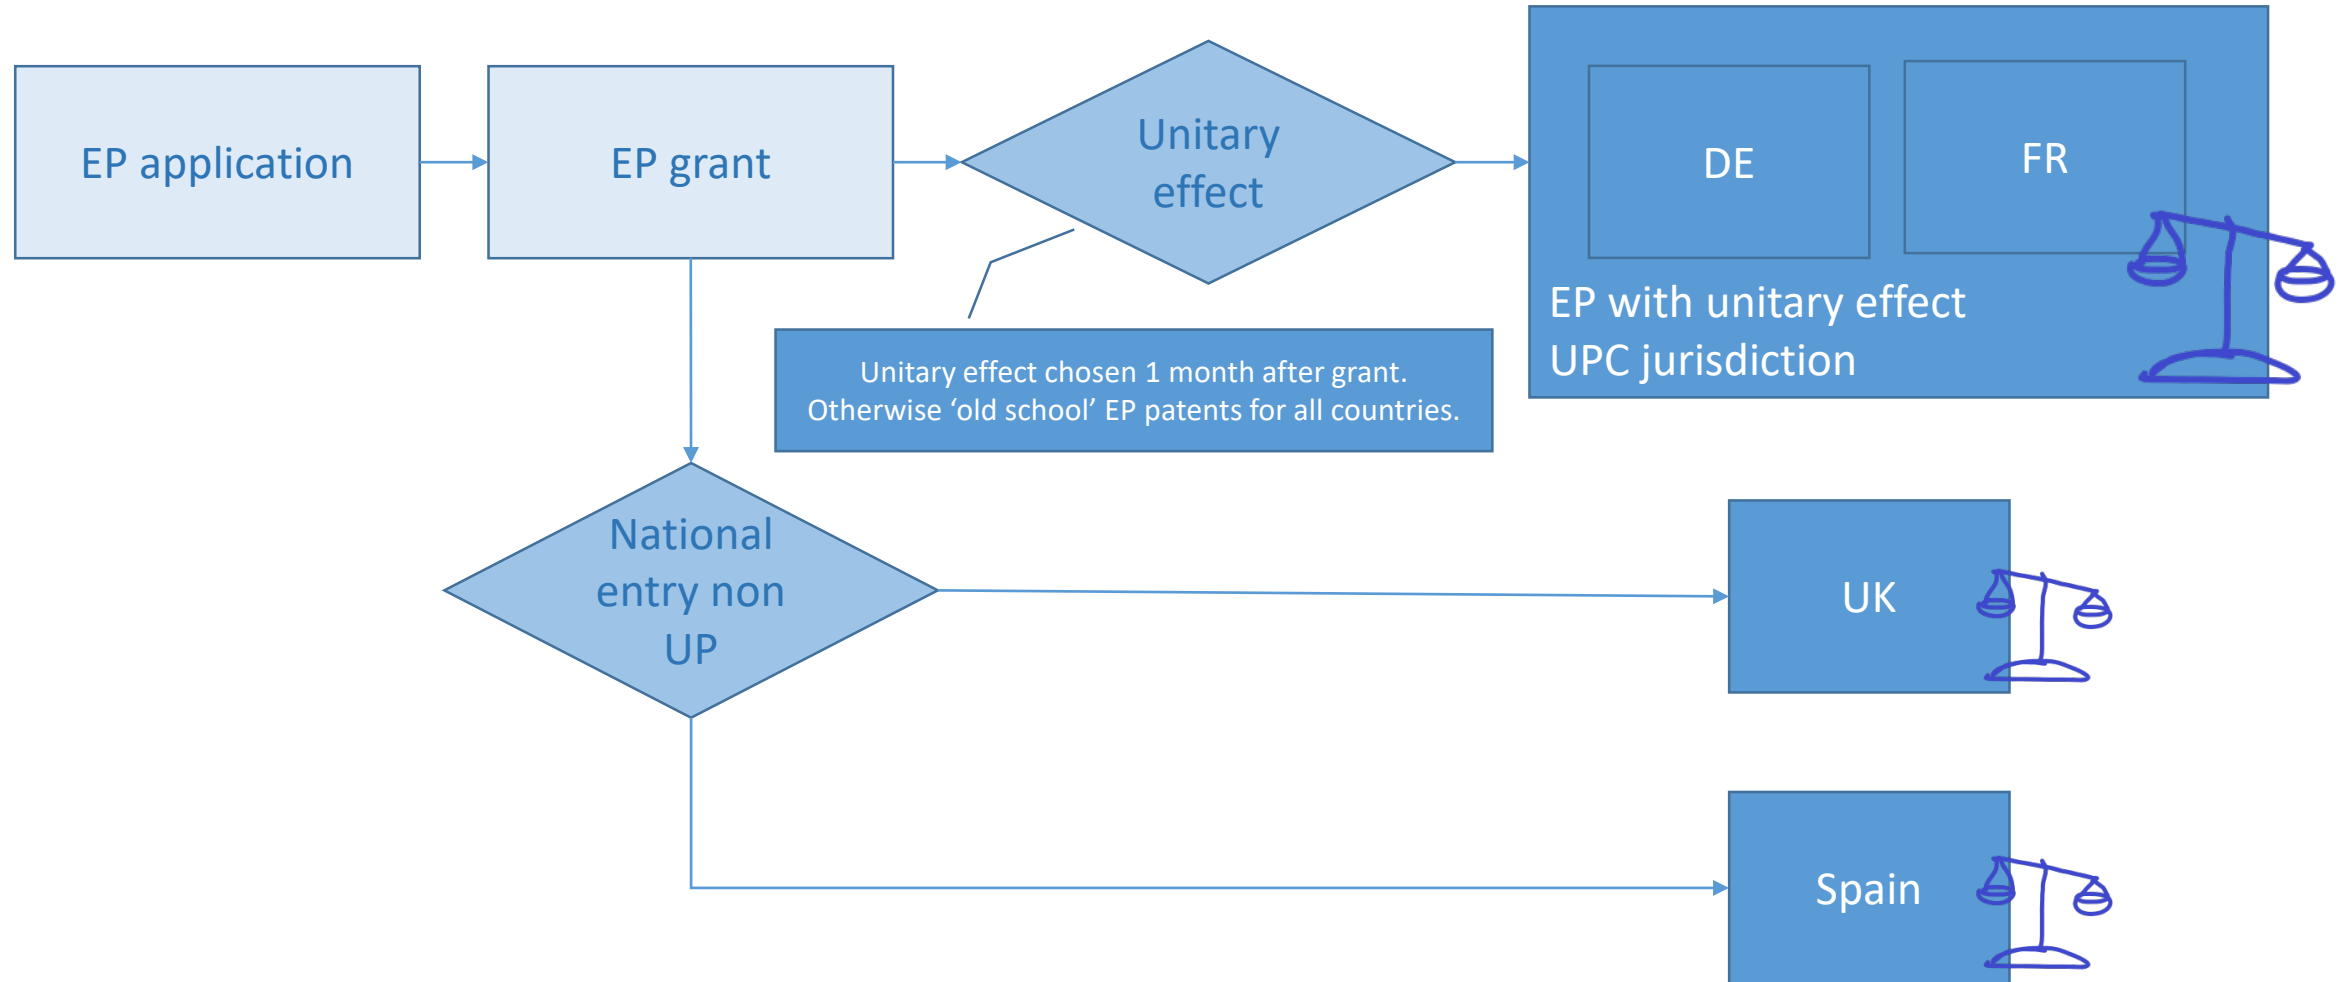 EP application
EP grant
Unitary
effect
DE
FR
EP with unitary effect
UPC jurisdiction
Unitary effect chosen 1 month after grant.
Otherwise ‘old school’ EP patents for all countries.
National
entry non
UP
UK
Spain